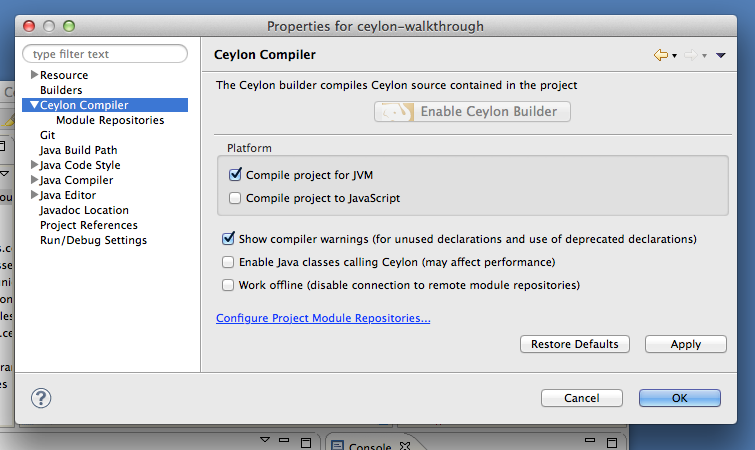 Properties for ceylon-walkthrough
type filter text
Resource
Builders
Ceylon Compiler
Module Repositories
Git
Java Build Path
Java Code Style
Java Compiler
Java Editor
Javadoc Location
Project References
Run/Debug Settings
Ceylon Compiler
The Ceylon builder compiles Ceylon source contained in the project
Enable Ceylon Builder
Platform
Compile project for JVM
Compile project to JavaScript
Show compiler warnings (for unused declarations and use of deprecated declarations)
Enable Java classes calling Ceylon (may affect performance)
Work offline (disable connection to remote module repositories)
Configure Project Module Repositories...
Restore Defaults
Apply
?
Cancel
OK
Console